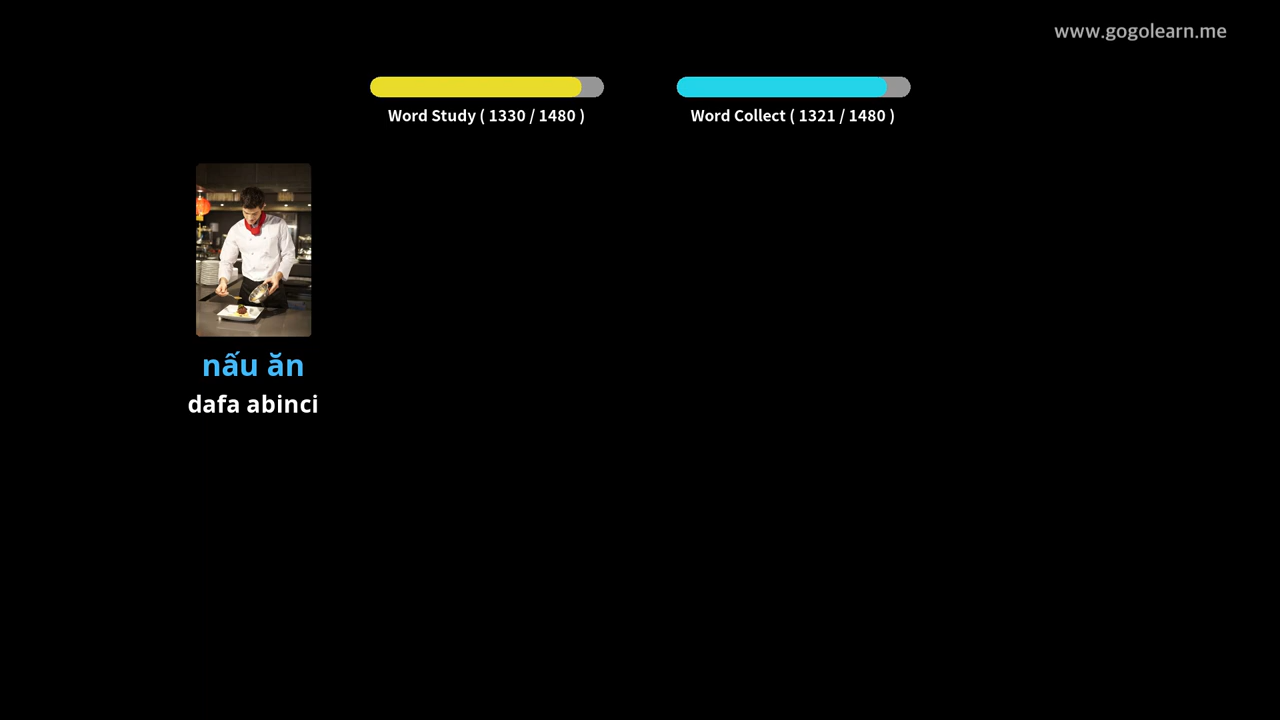 www.gogolearn.me
Word Study ( 1330 / 1480 )
Word Collect ( 1321 / 1480 )
nấu ăn
dafa abinci